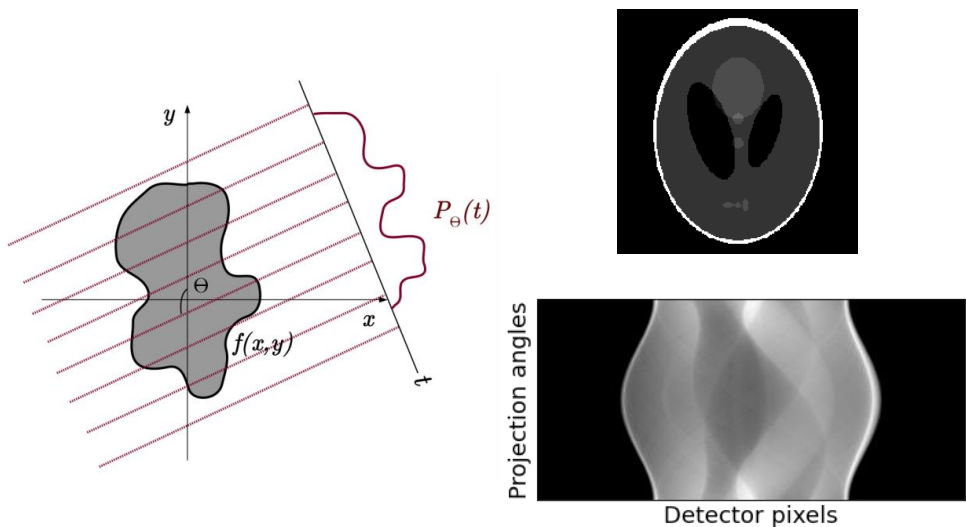 y
P_Θ(t)
Θ
x
f(x,y)
t
Projection angles
Detector pixels